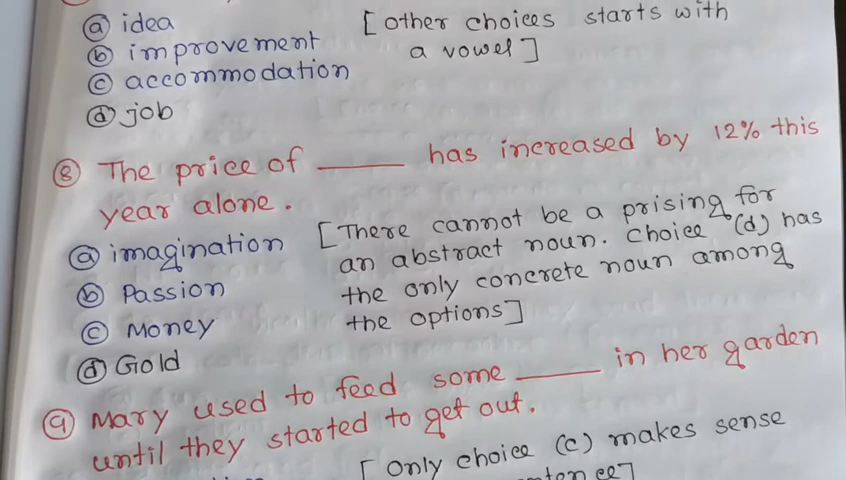 ⓐ idea [other choices starts with
ⓑ improvement a vowel]
ⓒ accommodation
ⓓ job
⑧ The price of _____ has increased by 12% this
year alone.
ⓐ imagination [There cannot be a prising for
ⓑ Passion an abstract noun. Choice (d) has
ⓒ Money the only concrete noun among
ⓓ Gold the options]
⑨ Mary used to feed some _____ in her garden
until they started to get out.
[Only choice (c) makes sense